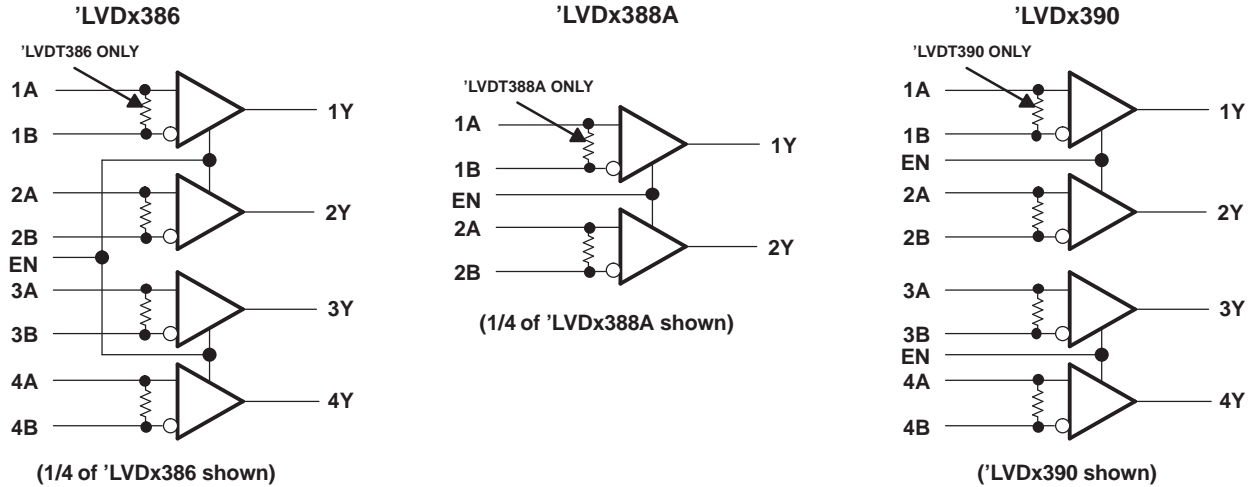 ’LVDx386
’LVDT386 ONLY
1A
1Y
1B
2A
2Y
2B
EN
3A
3Y
3B
4A
4Y
4B
(1/4 of ’LVDx386 shown)
’LVDx388A
’LVDT388A ONLY
1A
1Y
1B
EN
2A
2Y
2B
(1/4 of ’LVDx388A shown)
’LVDx390
’LVDT390 ONLY
1A
1Y
1B
EN
2A
2Y
2B
3A
3Y
3B
EN
4A
4Y
4B
(’LVDx390 shown)